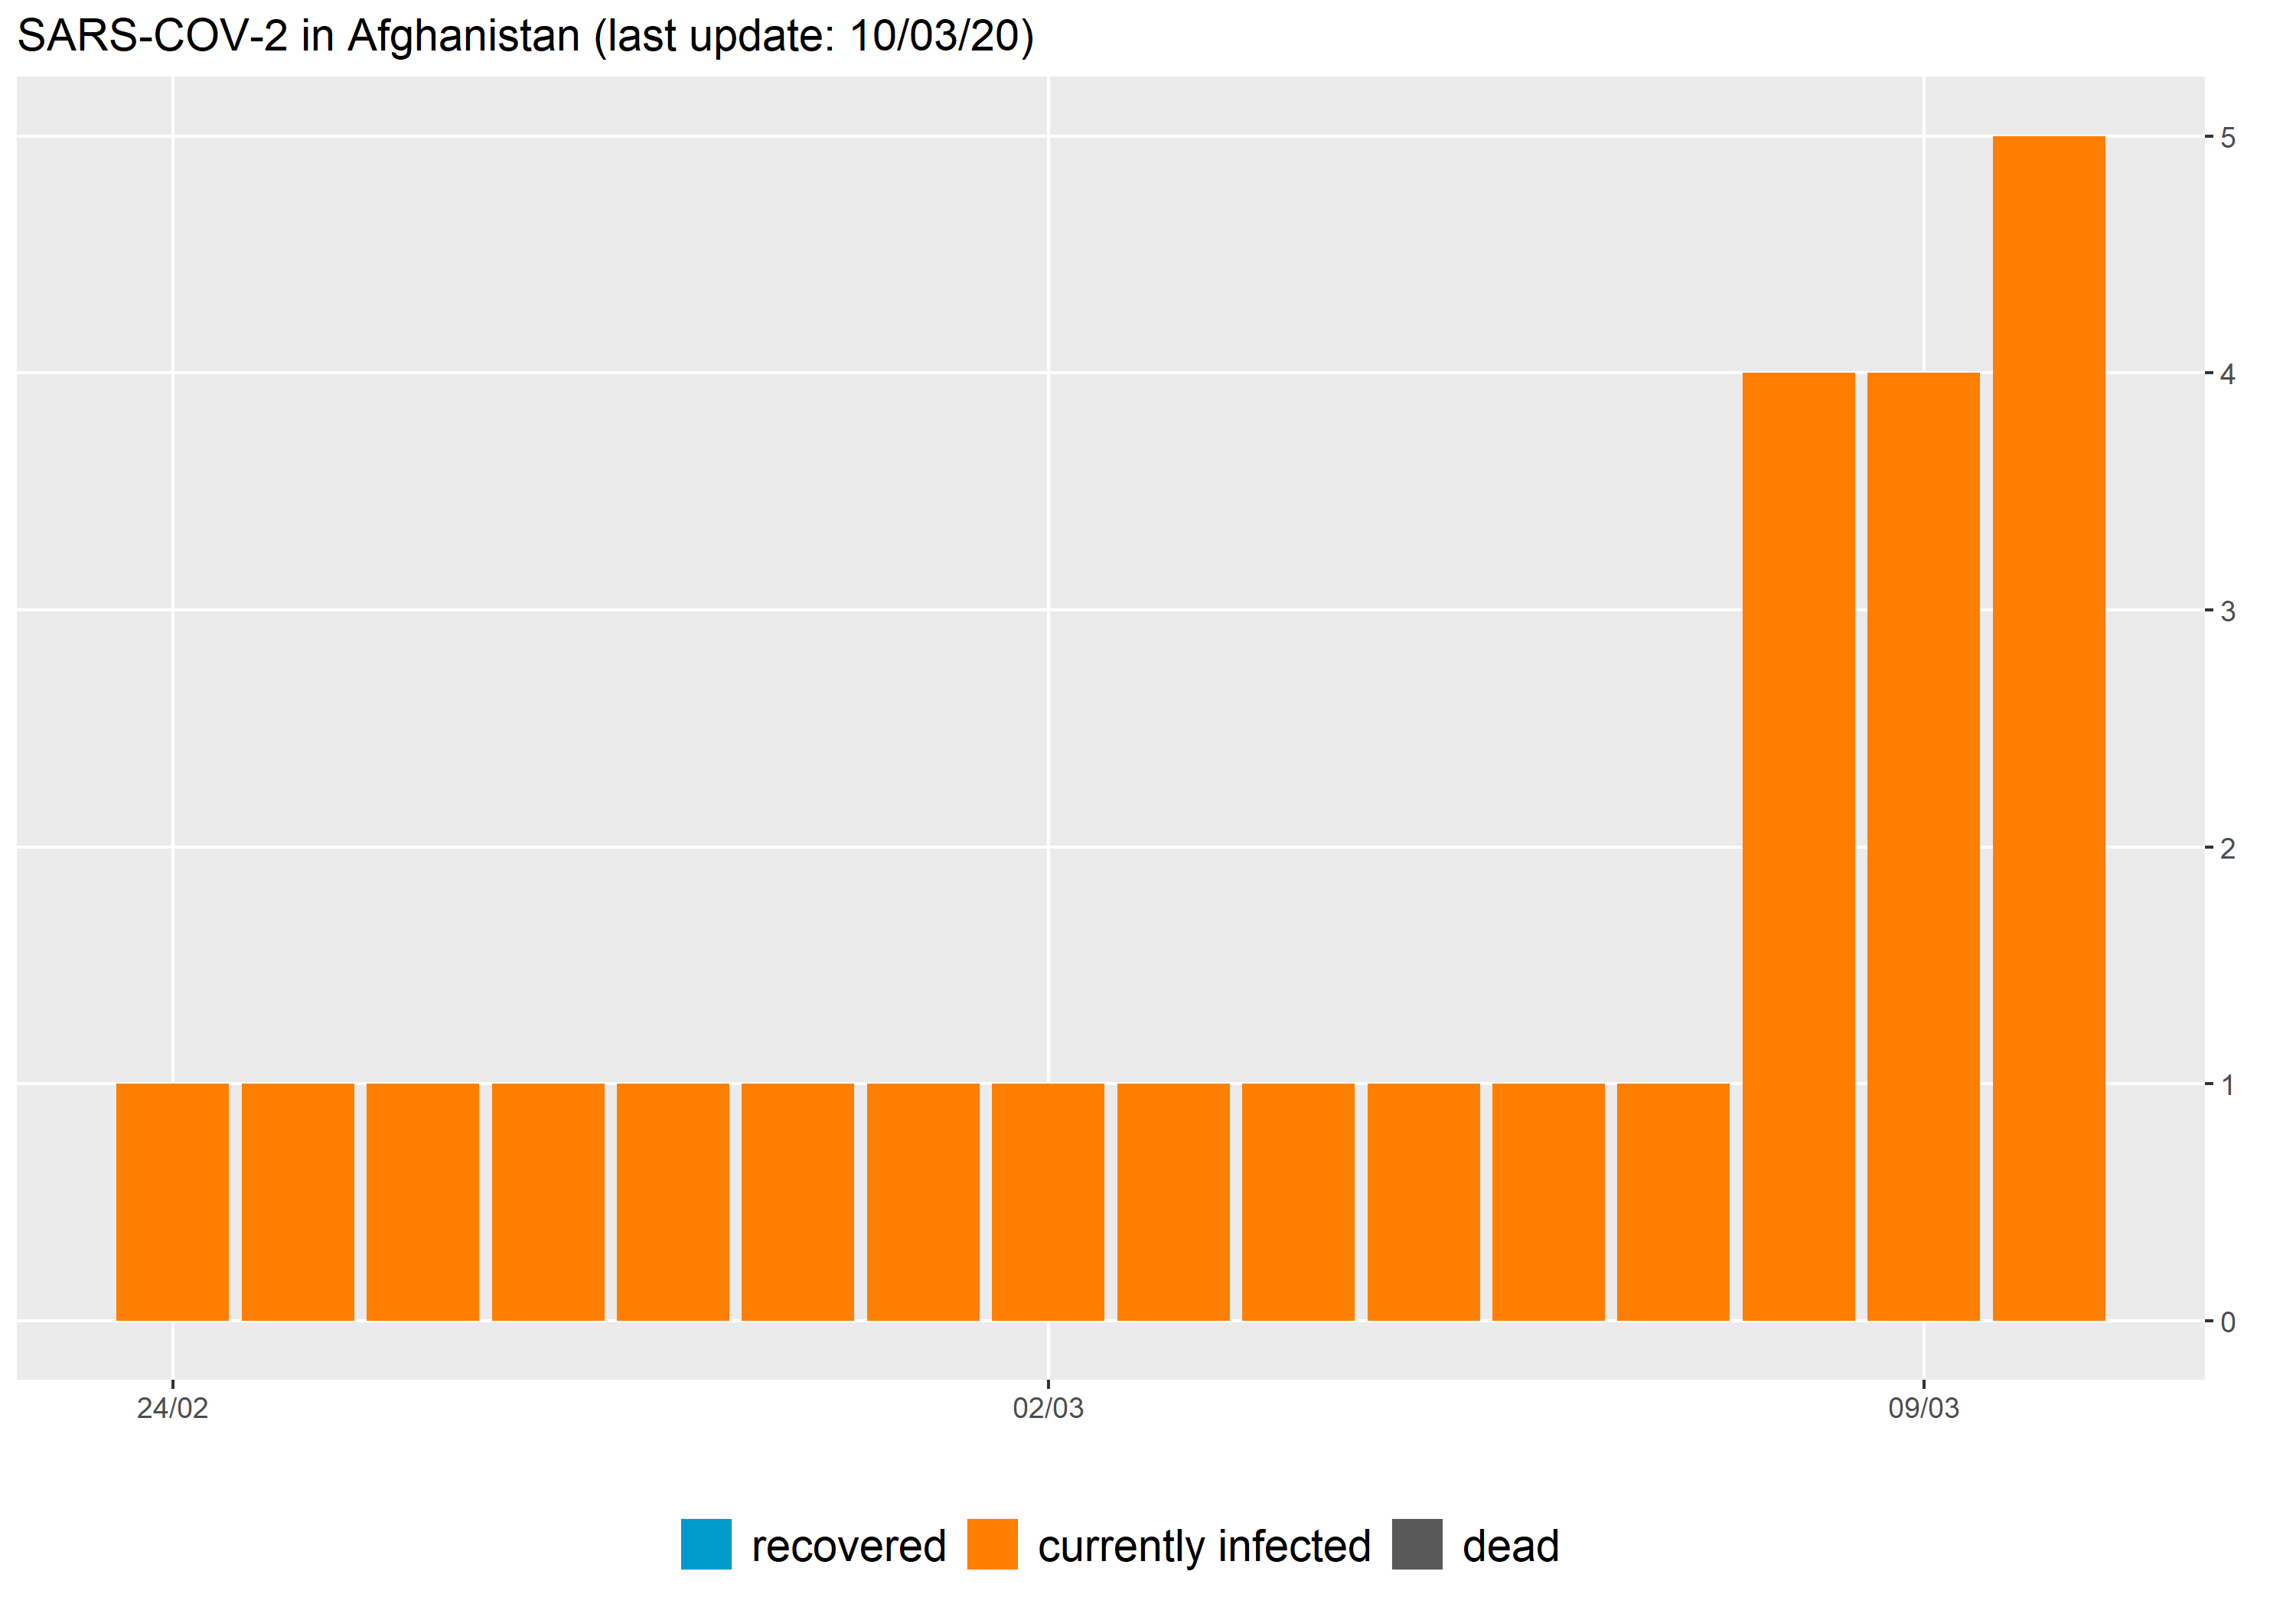 SARS-COV-2 in Afghanistan (last update: 10/03/20)
5
4
3
2
1
0
24/02 02/03 09/03
recovered currently infected dead